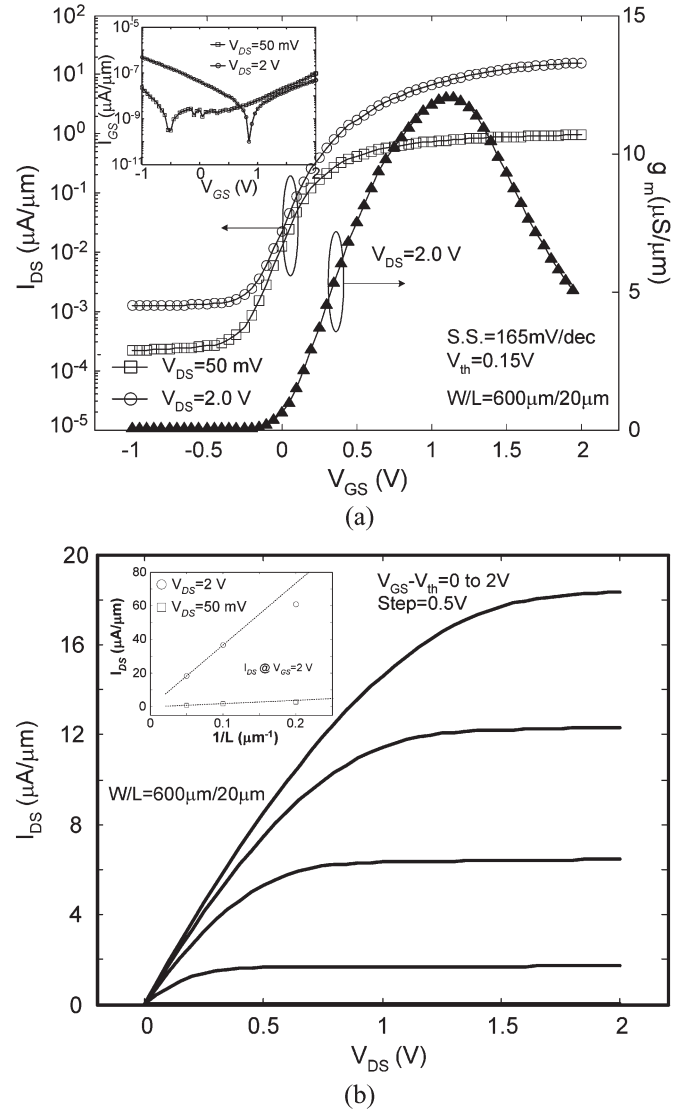 10^2
10^1
10^0
10^-1
10^-2
10^-3
10^-4
10^-5
I_DS (μA/μm)
10^-5
10^-7
10^-9
10^-11
I_GS (μA/μm)
V_DS=50 mV
V_DS=2 V
-1
0
1
2
V_GS (V)
15
10
5
0
g_m (μS/μm)
V_DS=2.0 V
S.S.=165mV/dec
V_th=0.15V
W/L=600μm/20μm
V_DS=50 mV
V_DS=2.0 V
-1
-0.5
0
0.5
1
1.5
2
V_GS (V)
(a)
20
16
12
8
4
0
I_DS (μA/μm)
80
60
40
20
0
I_DS (μA/μm)
V_DS=2 V
V_DS=50 mV
I_DS @ V_GS=2 V
0
0.1
0.2
1/L (μm^-1)
V_GS-V_th=0 to 2V
Step=0.5V
W/L=600μm/20μm
0
0.5
1
1.5
2
V_DS (V)
(b)